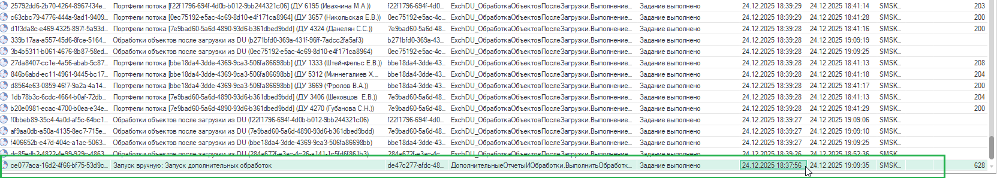 25792dd6-2b70-4264-8967-f34e... Портфели потока [f22f1796-694f-4d0b-b012-9bb244321c06] (ДУ 6195 (Ивахнина М.А.)) f22f1796-694f-4d0... ExchDU_ОбработкаОбъектовПослеЗагрузки.Выполнение... Задание выполнено 24.12.2025 18:39:29 24.12.2025 18:41:14 SMSK... 203
c63cbc79-4776-444a-9ad1-9409... Портфели потока [0ec75192-e5ac-4c69-8d10-e4f171ca8964] (ДУ 3657 (Никольская Е.В.)) 0ec75192-e5ac-4c... ExchDU_ОбработкаОбъектовПослеЗагрузки.Выполнение... Задание выполнено 24.12.2025 18:39:29 24.12.2025 18:41:28 SMSK... 200
d1f3da8c-e469-4325-897f-5a93d... Портфели потока [7e9bad60-5a6d-4890-93d6-b361dbed9bdd] (ДУ 4324 (Данелян С.С.)) 7e9bad60-5a6d-48... ExchDU_ОбработкаОбъектовПослеЗагрузки.Выполнение... Задание выполнено 24.12.2025 18:39:28 24.12.2025 18:41:16 SMSK... 200
339b17aa-a557-45d6-8fce-5164... Обработки объектов после загрузки из DU (b271bfd0-369a-431f-96ff-7adcc2fa5af3) b271bfd0-369a-43... ExchDU_ОбработкаОбъектовПослеЗагрузки.Выполнение... Задание выполнено 24.12.2025 18:39:28 24.12.2025 19:09:19 SMSK...
3b4b5311-b061-4676-8b87-58ed... Обработки объектов после загрузки из DU (0ec75192-e5ac-4c69-8d10-e4f171ca8964) 0ec75192-e5ac-4c... ExchDU_ОбработкаОбъектовПослеЗагрузки.Выполнение... Задание выполнено 24.12.2025 18:39:28 24.12.2025 19:09:25 SMSK...
27da8407-cc1e-4a56-abab-5c87... Портфели потока [bbe18da4-3dde-4369-9ca3-506fa86698bb] (ДУ 1333 (Штейнфельс Е.В.)) bbe18da4-3dde-43... ExchDU_ОбработкаОбъектовПослеЗагрузки.Выполнение... Задание выполнено 24.12.2025 18:39:28 24.12.2025 18:41:13 SMSK... 208
846b6abd-ec11-4961-9445-bc17... Портфели потока [bbe18da4-3dde-4369-9ca3-506fa86698bb] (ДУ 5312 (Миннегалиев Х.... bbe18da4-3dde-43... ExchDU_ОбработкаОбъектовПослеЗагрузки.Выполнение... Задание выполнено 24.12.2025 18:39:28 24.12.2025 18:41:18 SMSK... 204
d8564e63-0859-46f7-9a2a-4a14... Портфели потока [bbe18da4-3dde-4369-9ca3-506fa86698bb] (ДУ 3669 (Фролов В.А.)) bbe18da4-3dde-43... ExchDU_ОбработкаОбъектовПослеЗагрузки.Выполнение... Задание выполнено 24.12.2025 18:39:28 24.12.2025 18:41:17 SMSK... 200
1db78b3c-6cdc-4664-b0af-72db... Портфели потока [7e9bad60-5a6d-4890-93d6-b361dbed9bdd] (ДУ 3406 (Шеховцов Е.В.)) 7e9bad60-5a6d-48... ExchDU_ОбработкаОбъектовПослеЗагрузки.Выполнение... Задание выполнено 24.12.2025 18:39:28 24.12.2025 18:41:13 SMSK... 204
b20e0981-ecac-4700-b0ea-e34e... Портфели потока [7e9bad60-5a6d-4890-93d6-b361dbed9bdd] (ДУ 4270 (Губанова С.Н.)) 7e9bad60-5a6d-48... ExchDU_ОбработкаОбъектовПослеЗагрузки.Выполнение... Задание выполнено 24.12.2025 18:39:28 24.12.2025 18:41:29 SMSK... 200
f0bbeb89-35c4-4a0d-af5c-64bc1... Обработки объектов после загрузки из DU (f22f1796-694f-4d0b-b012-9bb244321c06) f22f1796-694f-4d0... ExchDU_ОбработкаОбъектовПослеЗагрузки.Выполнение... Задание выполнено 24.12.2025 18:39:27 24.12.2025 19:09:06 SMSK...
af9aa0db-a50a-4135-8ec7-715e... Обработки объектов после загрузки из DU (7e9bad60-5a6d-4890-93d6-b361dbed9bdd) 7e9bad60-5a6d-48... ExchDU_ОбработкаОбъектовПослеЗагрузки.Выполнение... Задание выполнено 24.12.2025 18:39:27 24.12.2025 19:09:10 SMSK...
f406652b-e47d-404c-a1ac-5063... Обработки объектов после загрузки из DU (bbe18da4-3dde-4369-9ca3-506fa86698bb) bbe18da4-3dde-43... ExchDU_ОбработкаОбъектовПослеЗагрузки.Выполнение... Задание выполнено 24.12.2025 18:39:27 24.12.2025 19:09:25 SMSK...
dc85edb2-4822-4e99-929c-4863... Обработки объектов после загрузки из DU (284a672f-e3ac-4c26-a141-1c5fd6f861b3) 284a672f-e3ac-4c... ExchDU_ОбработкаОбъектовПослеЗагрузки.Выполнение... Задание выполнено 24.12.2025 18:39:26 24.12.2025 18:52:36 SMSK...
ce077aca-16d2-4f66-bf75-53d9c... Запуск вручную: Запуск дополнительных обработок de47c277-afdc-48... ДополнительныеОтчетыИОбработки.ВыполнитьОбработк... Задание выполнено 24.12.2025 18:37:56 24.12.2025 19:09:35 SMSK... 628